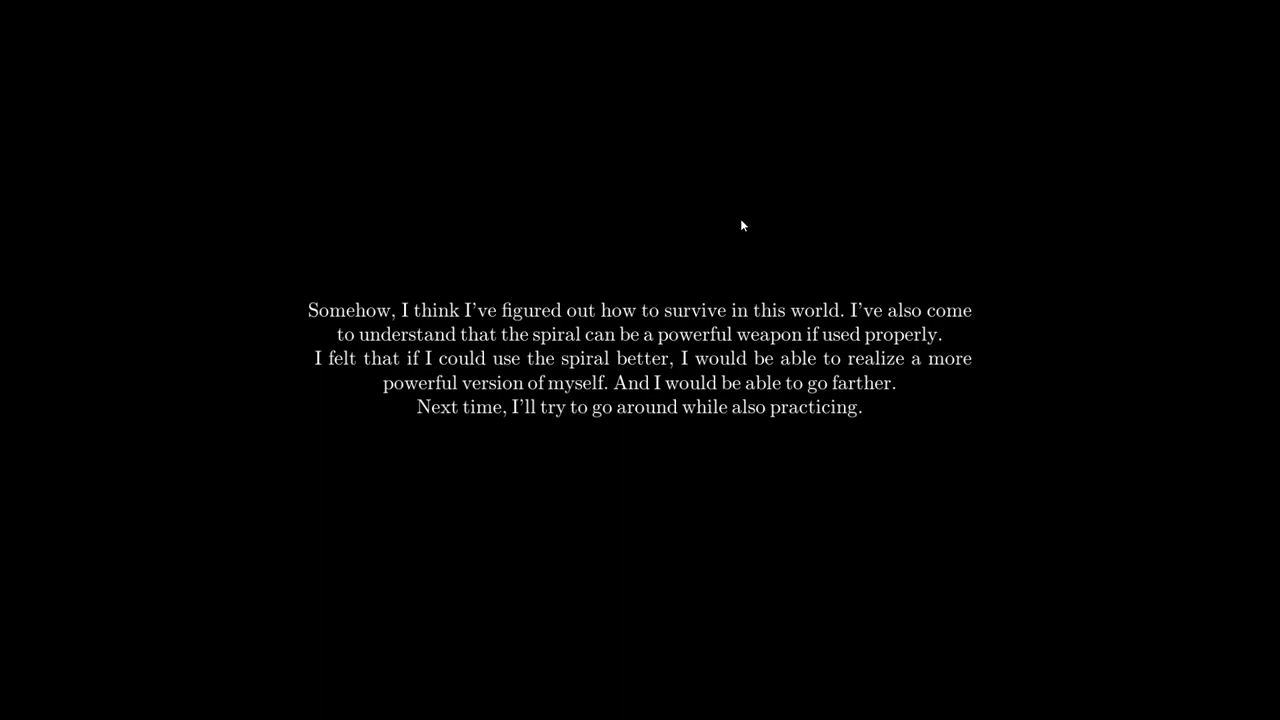 Somehow, I think I've figured out how to survive in this world. I've also come
to understand that the spiral can be a powerful weapon if used properly.
I felt that if I could use the spiral better, I would be able to realize a more
powerful version of myself. And I would be able to go farther.
Next time, I'll try to go around while also practicing.